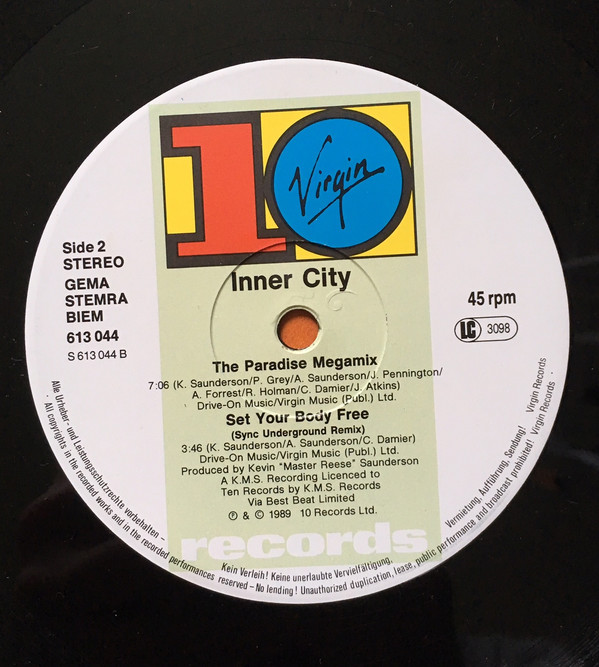 10
Virgin
Side 2
STEREO
GEMA
STEMRA
BIEM
613 044
S 613 044 B
Inner City
45 rpm
LC 3098
The Paradise Megamix
7:06 (K. Saunderson/P. Grey/A. Saunderson/J. Pennington/
A. Forrest/R. Holman/C. Damier/J. Atkins)
Drive-On Music/Virgin Music (Publ.) Ltd.
Set Your Body Free
(Sync Underground Remix)
3:46 (K. Saunderson/A. Saunderson/C. Damier)
Drive-On Music/Virgin Music (Publ.) Ltd.
Produced by Kevin "Master Reese" Saunderson
A K.M.S. Recording Licenced to
Ten Records by K.M.S. Records
Via Best Beat Limited
℗ & © 1989 10 Records Ltd.
records
Alle Urheber- und Leistungsschutzrechte vorbehalten – Kein Verleih! Keine unerlaubte Vervielfältigung, Vermietung, Aufführung, Sendung! Virgin Records
· All copyrights in the recorded works and in the recorded performances reserved – No lending! Unauthorized duplication, lease, public performance and broadcast prohibited! Virgin Records ·